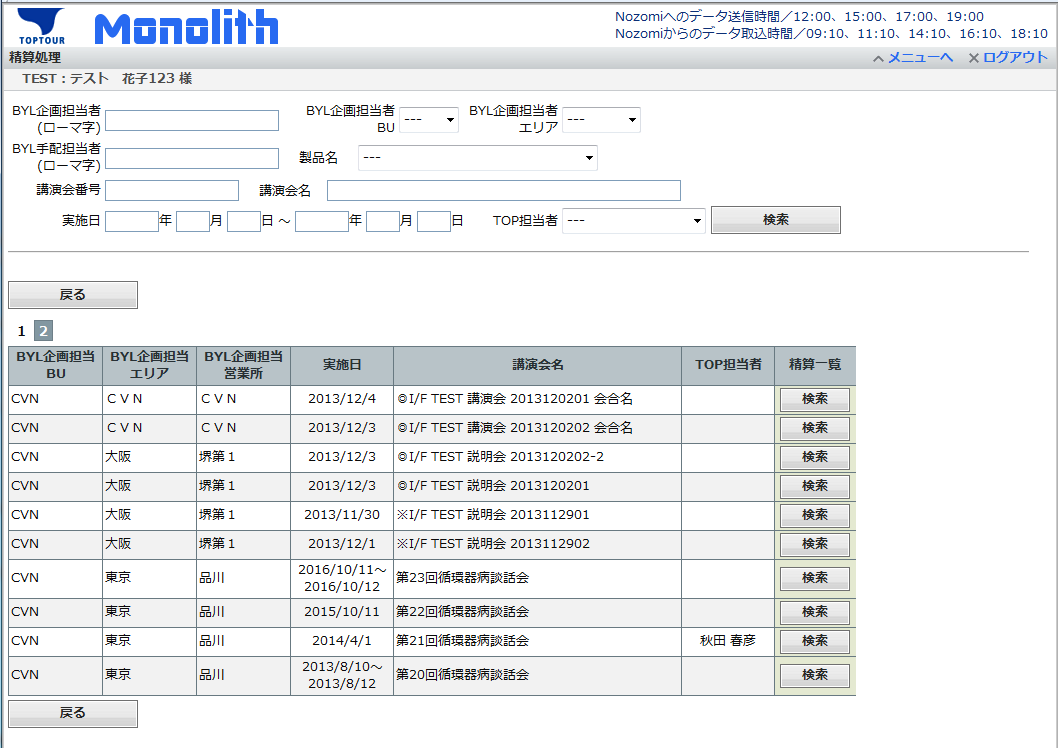 TOPTOUR
Monolith
Nozomiへのデータ送信時間／12:00、15:00、17:00、19:00
Nozomiからのデータ取込時間／09:10、11:10、14:10、16:10、18:10
精算処理
メニューへ ログアウト
TEST：テスト 花子123 様
BYL企画担当者 (ローマ字) BYL企画担当者 BU --- BYL企画担当者 エリア ---
BYL手配担当者 (ローマ字) 製品名 ---
講演会番号 講演会名
実施日 年 月 日 ～ 年 月 日 TOP担当者 --- 検索
戻る
1 2
BYL企画担当 BU BYL企画担当 エリア BYL企画担当 営業所 実施日 講演会名 TOP担当者 精算一覧
CVN ＣＶＮ ＣＶＮ 2013/12/4 ◎I/F TEST 講演会 2013120201 会合名 検索
CVN ＣＶＮ ＣＶＮ 2013/12/3 ◎I/F TEST 講演会 2013120202 会合名 検索
CVN 大阪 堺第１ 2013/12/3 ◎I/F TEST 説明会 2013120202-2 検索
CVN 大阪 堺第１ 2013/12/3 ◎I/F TEST 説明会 2013120201 検索
CVN 大阪 堺第１ 2013/11/30 ※I/F TEST 説明会 2013112901 検索
CVN 大阪 堺第１ 2013/12/1 ※I/F TEST 説明会 2013112902 検索
CVN 東京 品川 2016/10/11～2016/10/12 第23回循環器病談話会 検索
CVN 東京 品川 2015/10/11 第22回循環器病談話会 検索
CVN 東京 品川 2014/4/1 第21回循環器病談話会 秋田 春彦 検索
CVN 東京 品川 2013/8/10～2013/8/12 第20回循環器病談話会 検索
戻る